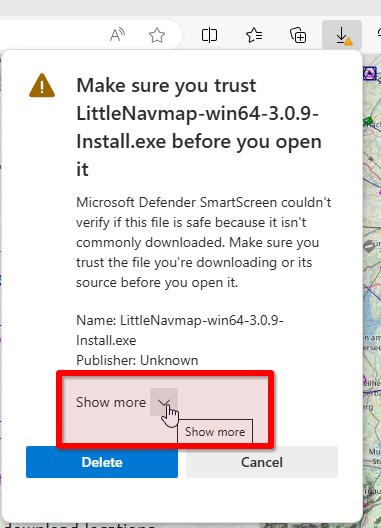 Make sure you trust
LittleNavmap-win64-3.0.9-
Install.exe before you open
it
Microsoft Defender SmartScreen couldn't
verify if this file is safe because it isn't
commonly downloaded. Make sure you
trust the file you're downloading or its
source before you open it.
Name: LittleNavmap-win64-3.0.9-
Install.exe
Publisher: Unknown
Show more
Show more
Delete
Cancel
download locations